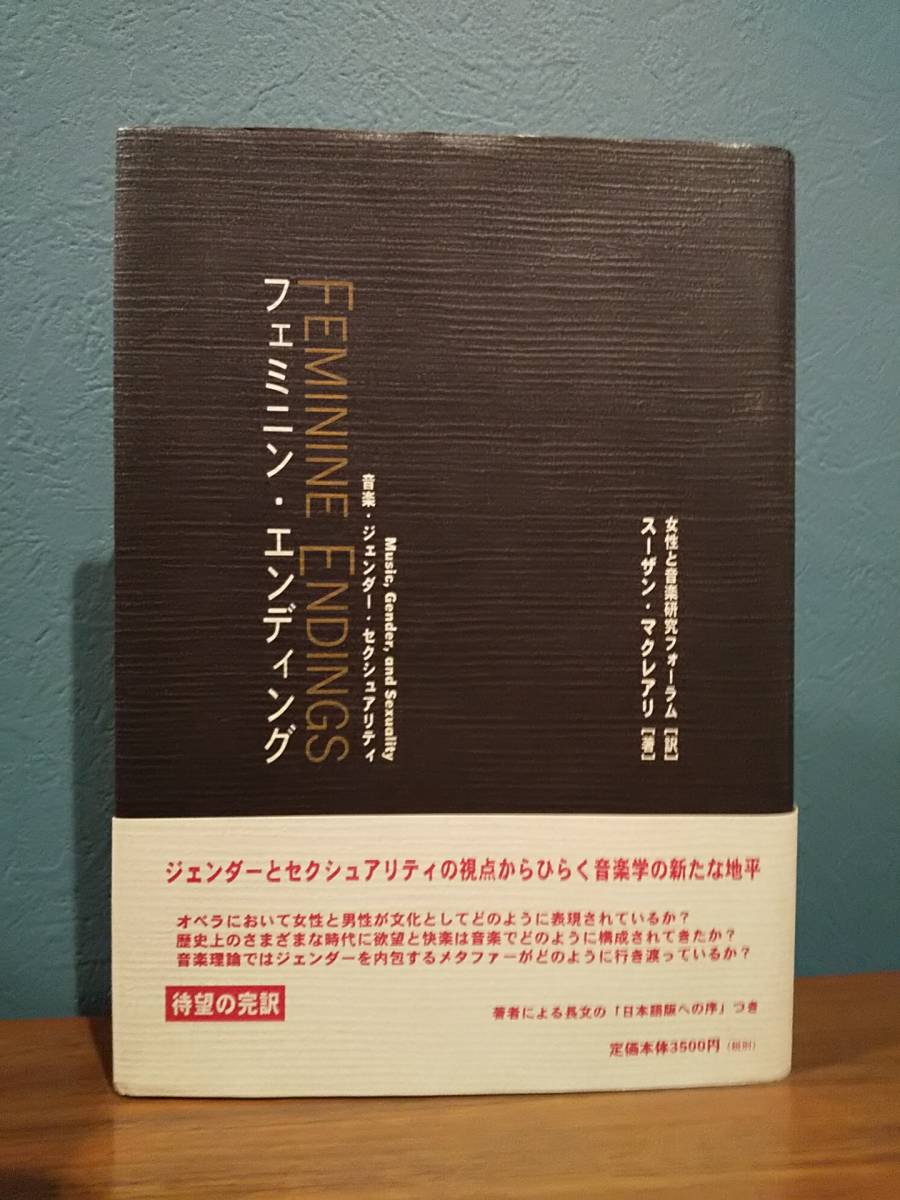 FEMININE ENDINGS
フェミニン・エンディング
Music, Gender, and Sexuality
音楽・ジェンダー・セクシュアリティ
女性と音楽研究フォーラム［訳］
スーザン・マクレアリ［著］
ジェンダーとセクシュアリティの視点からひらく音楽学の新たな地平
オペラにおいて女性と男性が文化としてどのように表現されているか？
歴史上のさまざまな時代に欲望と快楽は音楽でどのように構成されてきたか？
音楽理論ではジェンダーを内包するメタファーがどのように行き渡っているか？
待望の完訳
著者による長文の「日本語版への序」つき
定価本体3500円（税別）